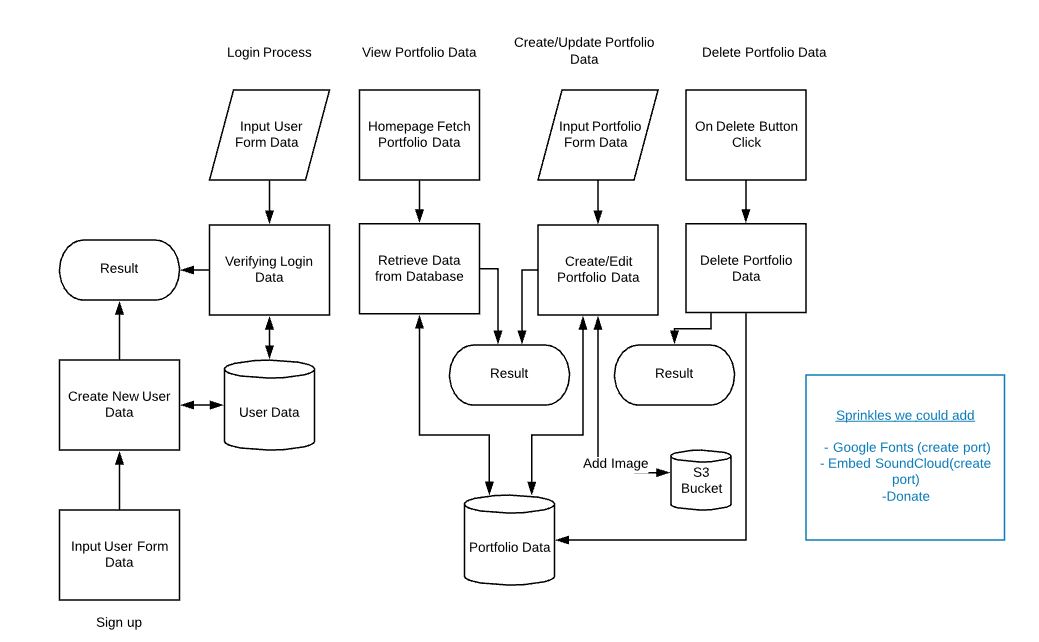 Login Process
View Portfolio Data
Create/Update Portfolio
Data
Delete Portfolio Data
Input User
Form Data
Homepage Fetch
Portfolio Data
Input Portfolio
Form Data
On Delete Button
Click
Result
Verifying Login
Data
Retrieve Data
from Database
Create/Edit
Portfolio Data
Delete Portfolio
Data
Result
Result
Create New User
Data
User Data
Sprinkles we could add
- Google Fonts (create port)
- Embed SoundCloud(create
port)
-Donate
Add Image
S3
Bucket
Input User Form
Data
Portfolio Data
Sign up